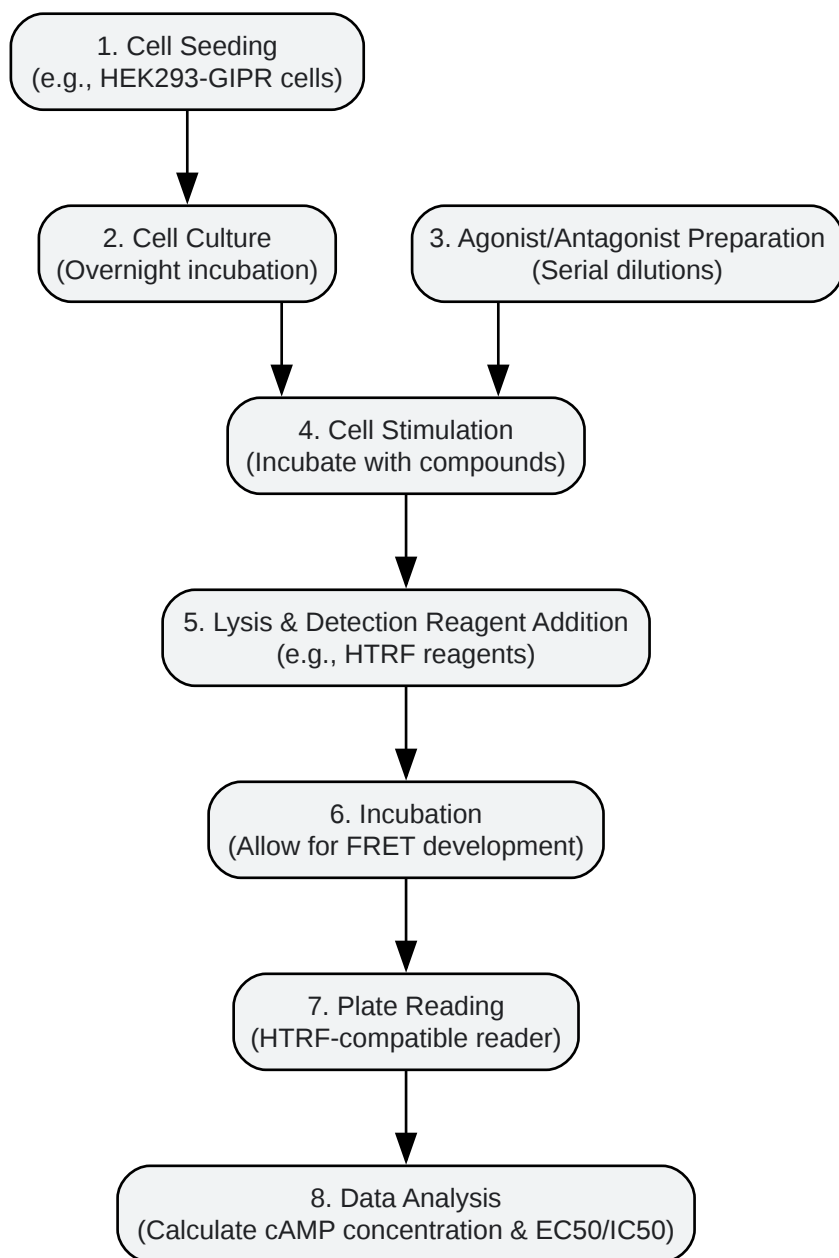 1. Cell Seeding
(e.g., HEK293-GIPR cells)
2. Cell Culture
(Overnight incubation)
3. Agonist/Antagonist Preparation
(Serial dilutions)
4. Cell Stimulation
(Incubate with compounds)
5. Lysis & Detection Reagent Addition
(e.g., HTRF reagents)
6. Incubation
(Allow for FRET development)
7. Plate Reading
(HTRF-compatible reader)
8. Data Analysis
(Calculate cAMP concentration & EC50/IC50)